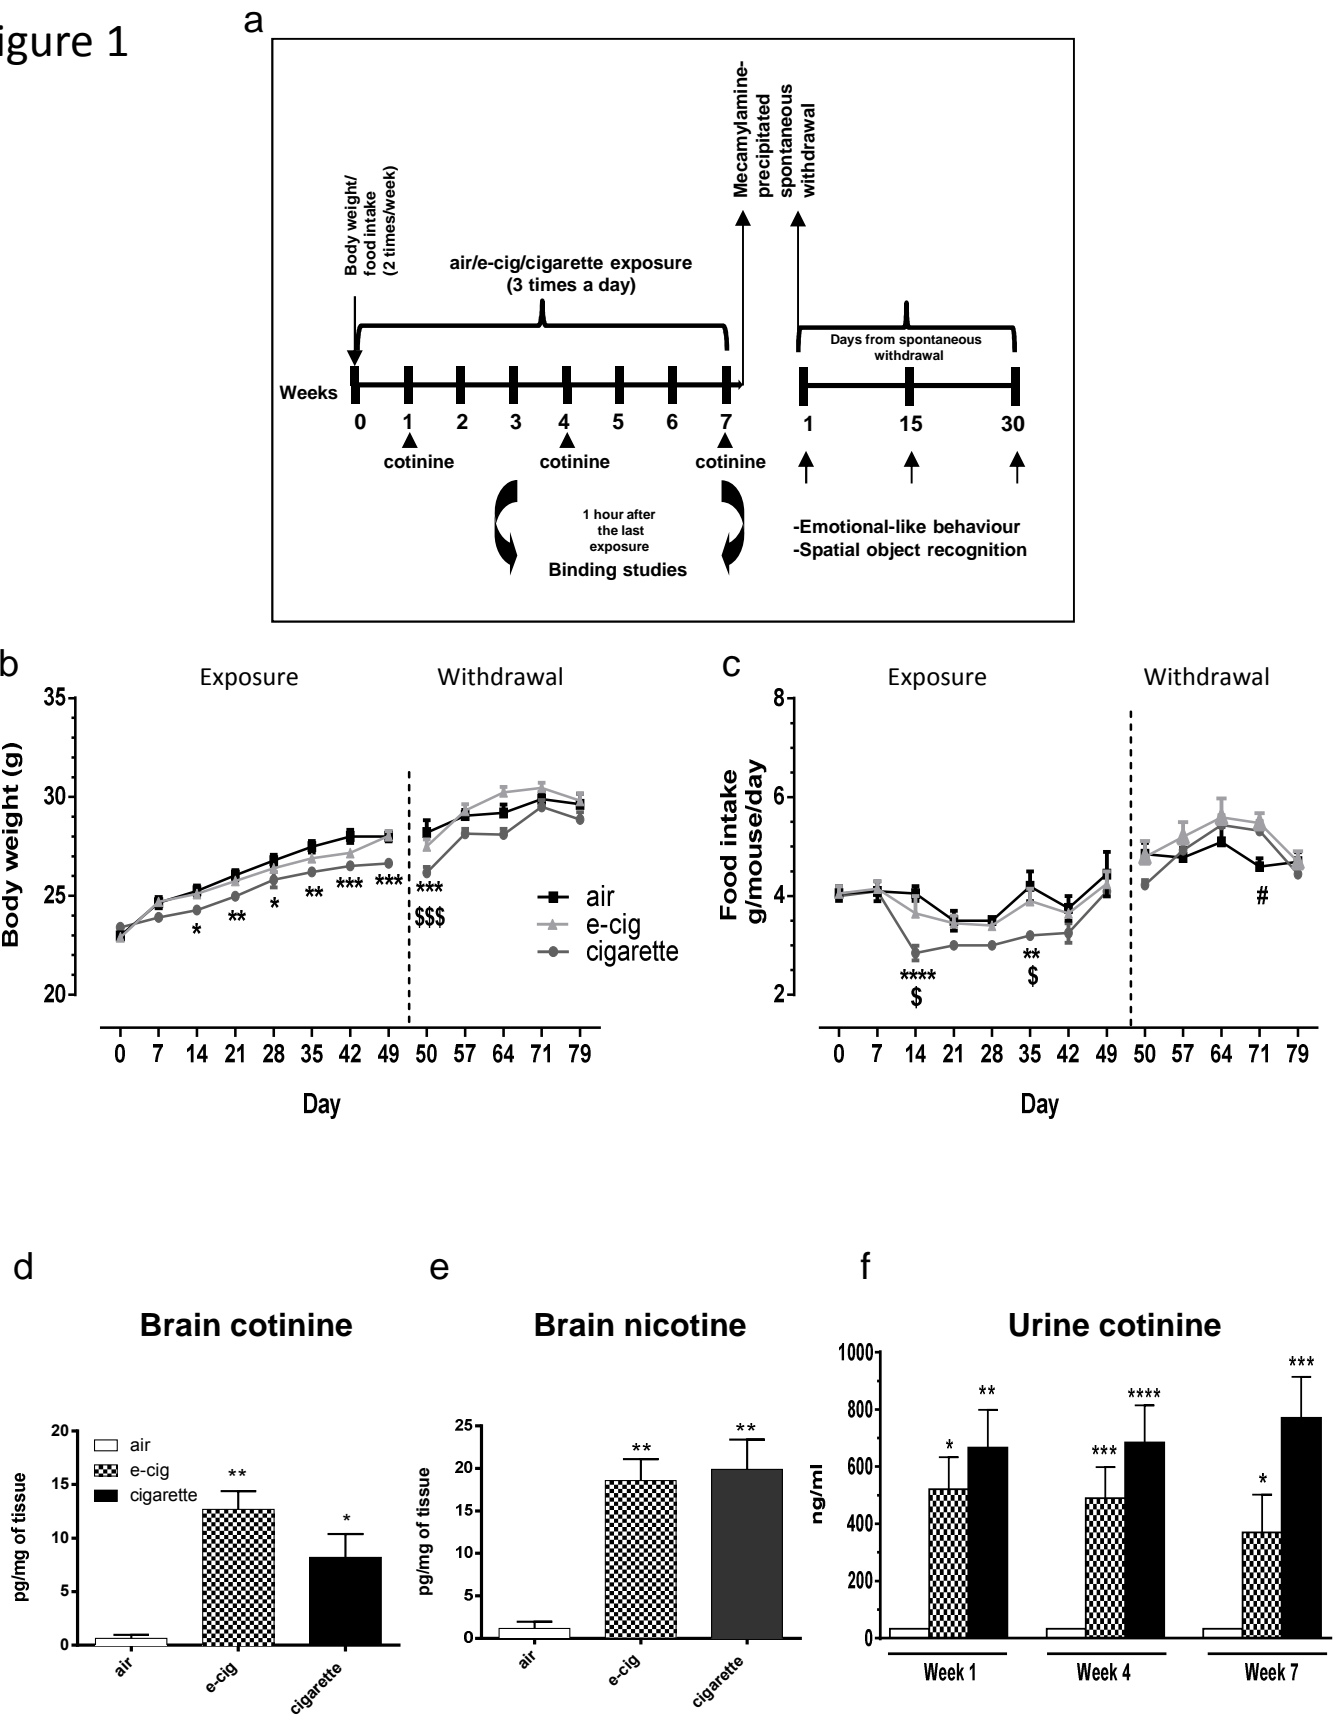 igure 1
a
Mecamylamine-
precipitated
spontaneous
withdrawal
Body weight/
food intake
(2 times/week)
air/e-cig/cigarette exposure
(3 times a day)
Days from spontaneous
withdrawal
Weeks
0 1 2 3 4 5 6 7 1 15 30
cotinine cotinine cotinine
1 hour after
the last
exposure
Binding studies
-Emotional-like behaviour
-Spatial object recognition
b
Exposure Withdrawal
Body weight (g)
35
30
25
20
* ** * ** *** *** ***
$$$
air
e-cig
cigarette
0 7 14 21 28 35 42 49 50 57 64 71 79
Day
c
Exposure Withdrawal
Food intake
g/mouse/day
8
6
4
2
**** ** #
$ $
0 7 14 21 28 35 42 49 50 57 64 71 79
Day
d
Brain cotinine
pg/mg of tissue
20
15
10
5
0
air
e-cig
cigarette
** *
air e-cig cigarette
e
Brain nicotine
pg/mg of tissue
25
20
15
10
5
0
** **
air e-cig cigarette
f
Urine cotinine
ng/ml
1000
800
600
400
200
0
* ** *** **** * ***
Week 1 Week 4 Week 7